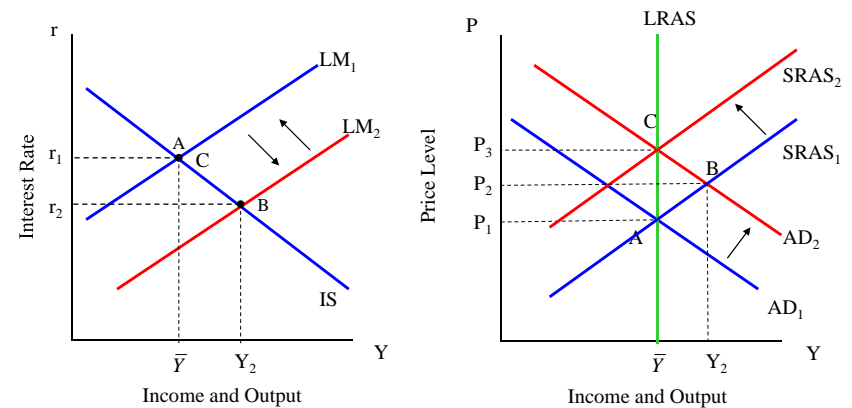 r
Interest Rate
LM₁
LM₂
A
C
r₁
r₂
B
IS
Y̅
Y₂
Y
Income and Output
P
Price Level
LRAS
SRAS₂
SRAS₁
C
P₃
B
P₂
P₁
A
AD₂
AD₁
Y̅
Y₂
Y
Income and Output